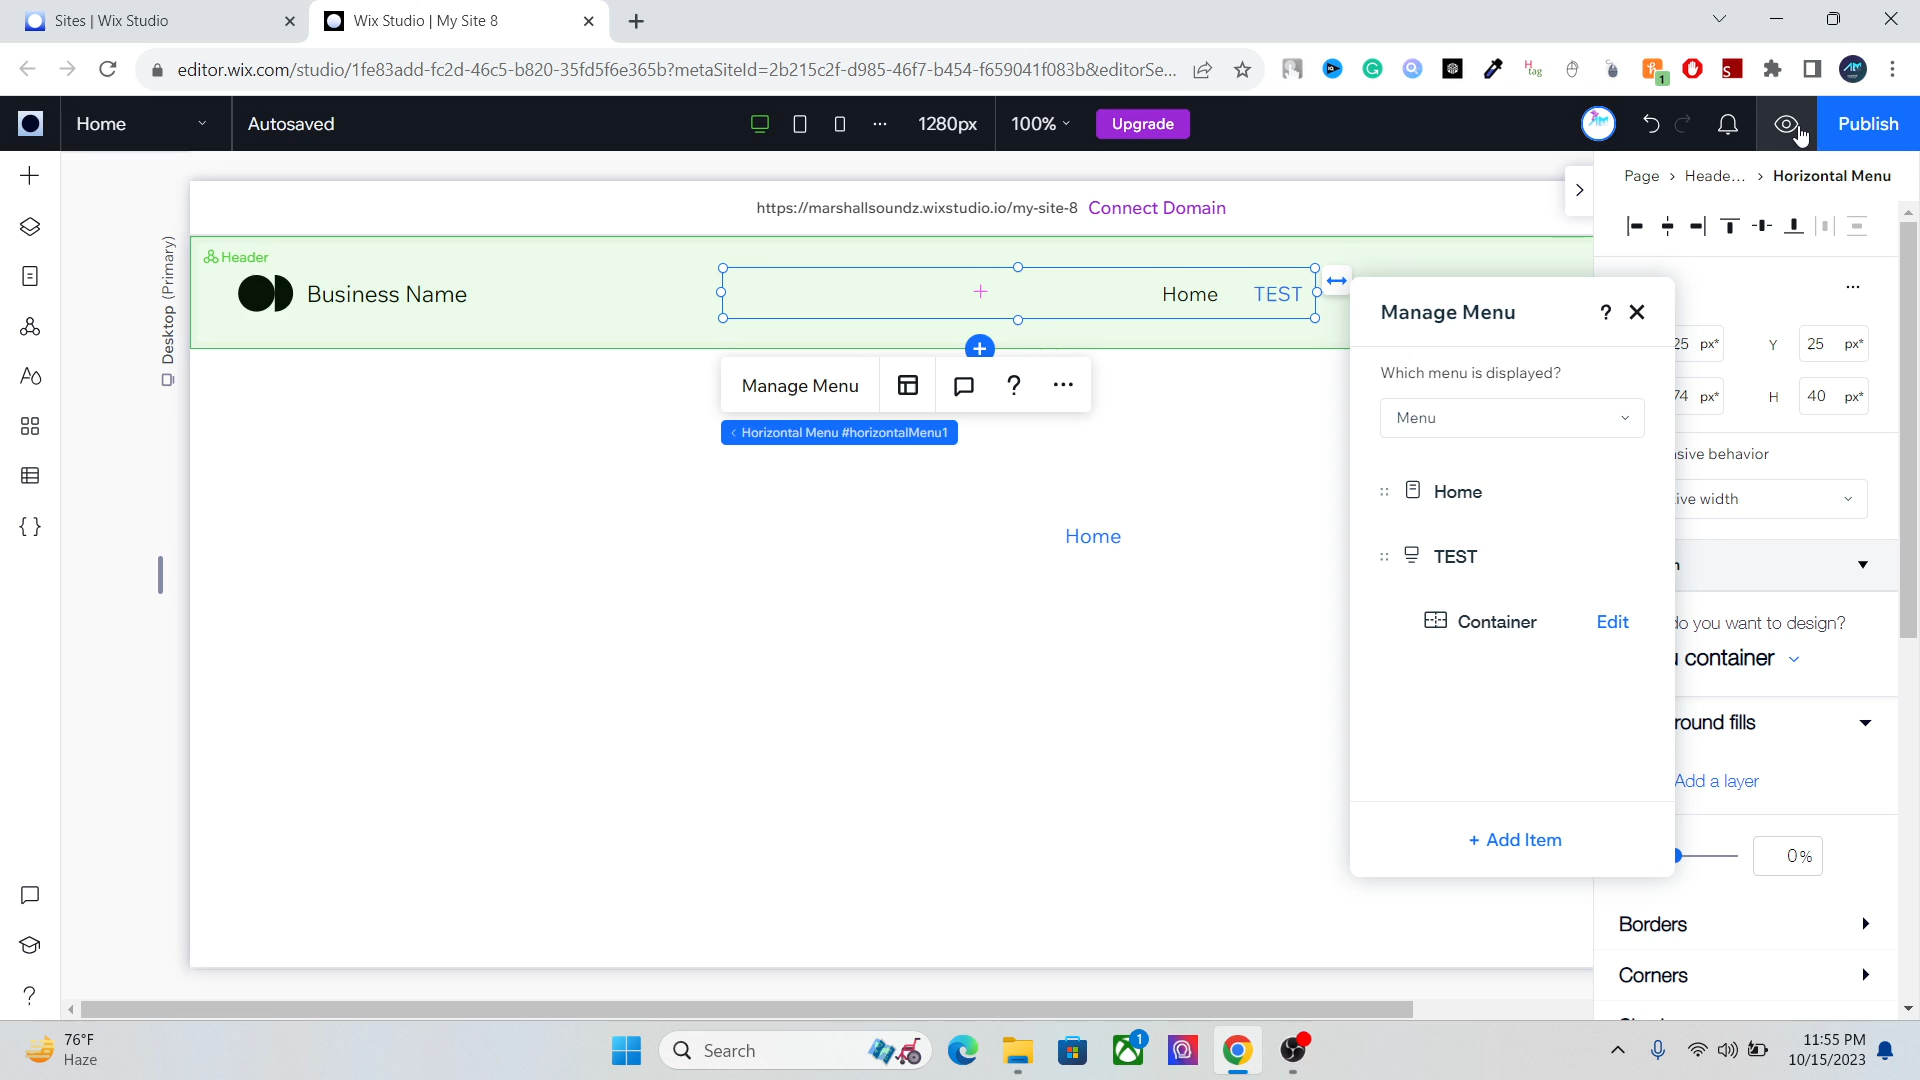 Sites | Wix Studio
Wix Studio | My Site 8
editor.wix.com/studio/1fe83add-fc2d-46c5-b820-35fd5f6e365b?metaSiteId=2b215c2f-d985-46f7-b454-f659041f083b&editorSe...
Home
Autosaved
1280px
100%
Upgrade
Publish
Page > Heade... > Horizontal Menu
https://marshallsoundz.wixstudio.io/my-site-8 Connect Domain
Desktop (Primary)
Header
Business Name
Home
TEST
Manage Menu
< Horizontal Menu #horizontalMenu1
Home
Manage Menu
Which menu is displayed?
Menu
Home
TEST
Container
Edit
+ Add Item
25 px*
Y
25 px*
74 px*
H
40 px*
sive behavior
ive width
do you want to design?
container
round fills
Add a layer
0%
Borders
Corners
76°F
Haze
Search
1
11:55 PM
10/15/2023